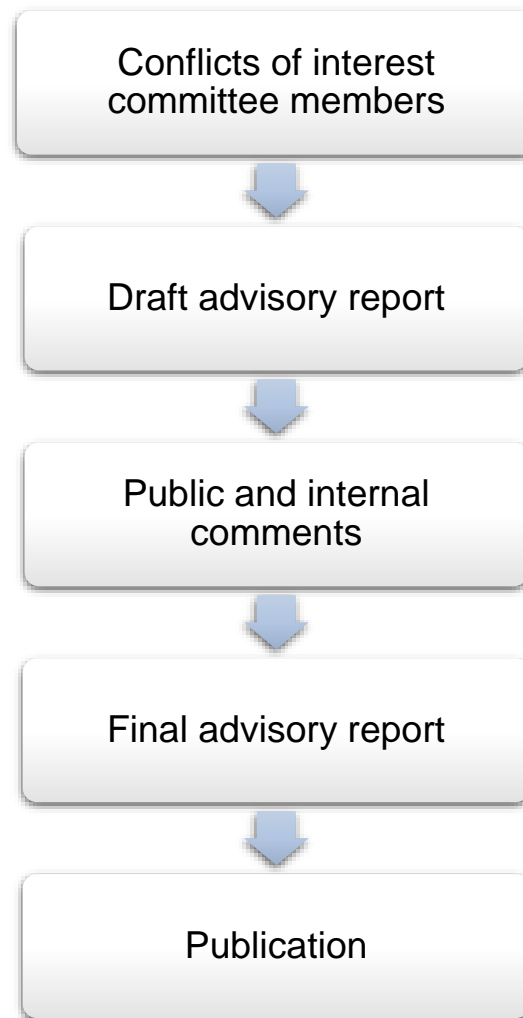 Conflicts of interest
committee members
Draft advisory report
Public and internal
comments
Final advisory report
Publication